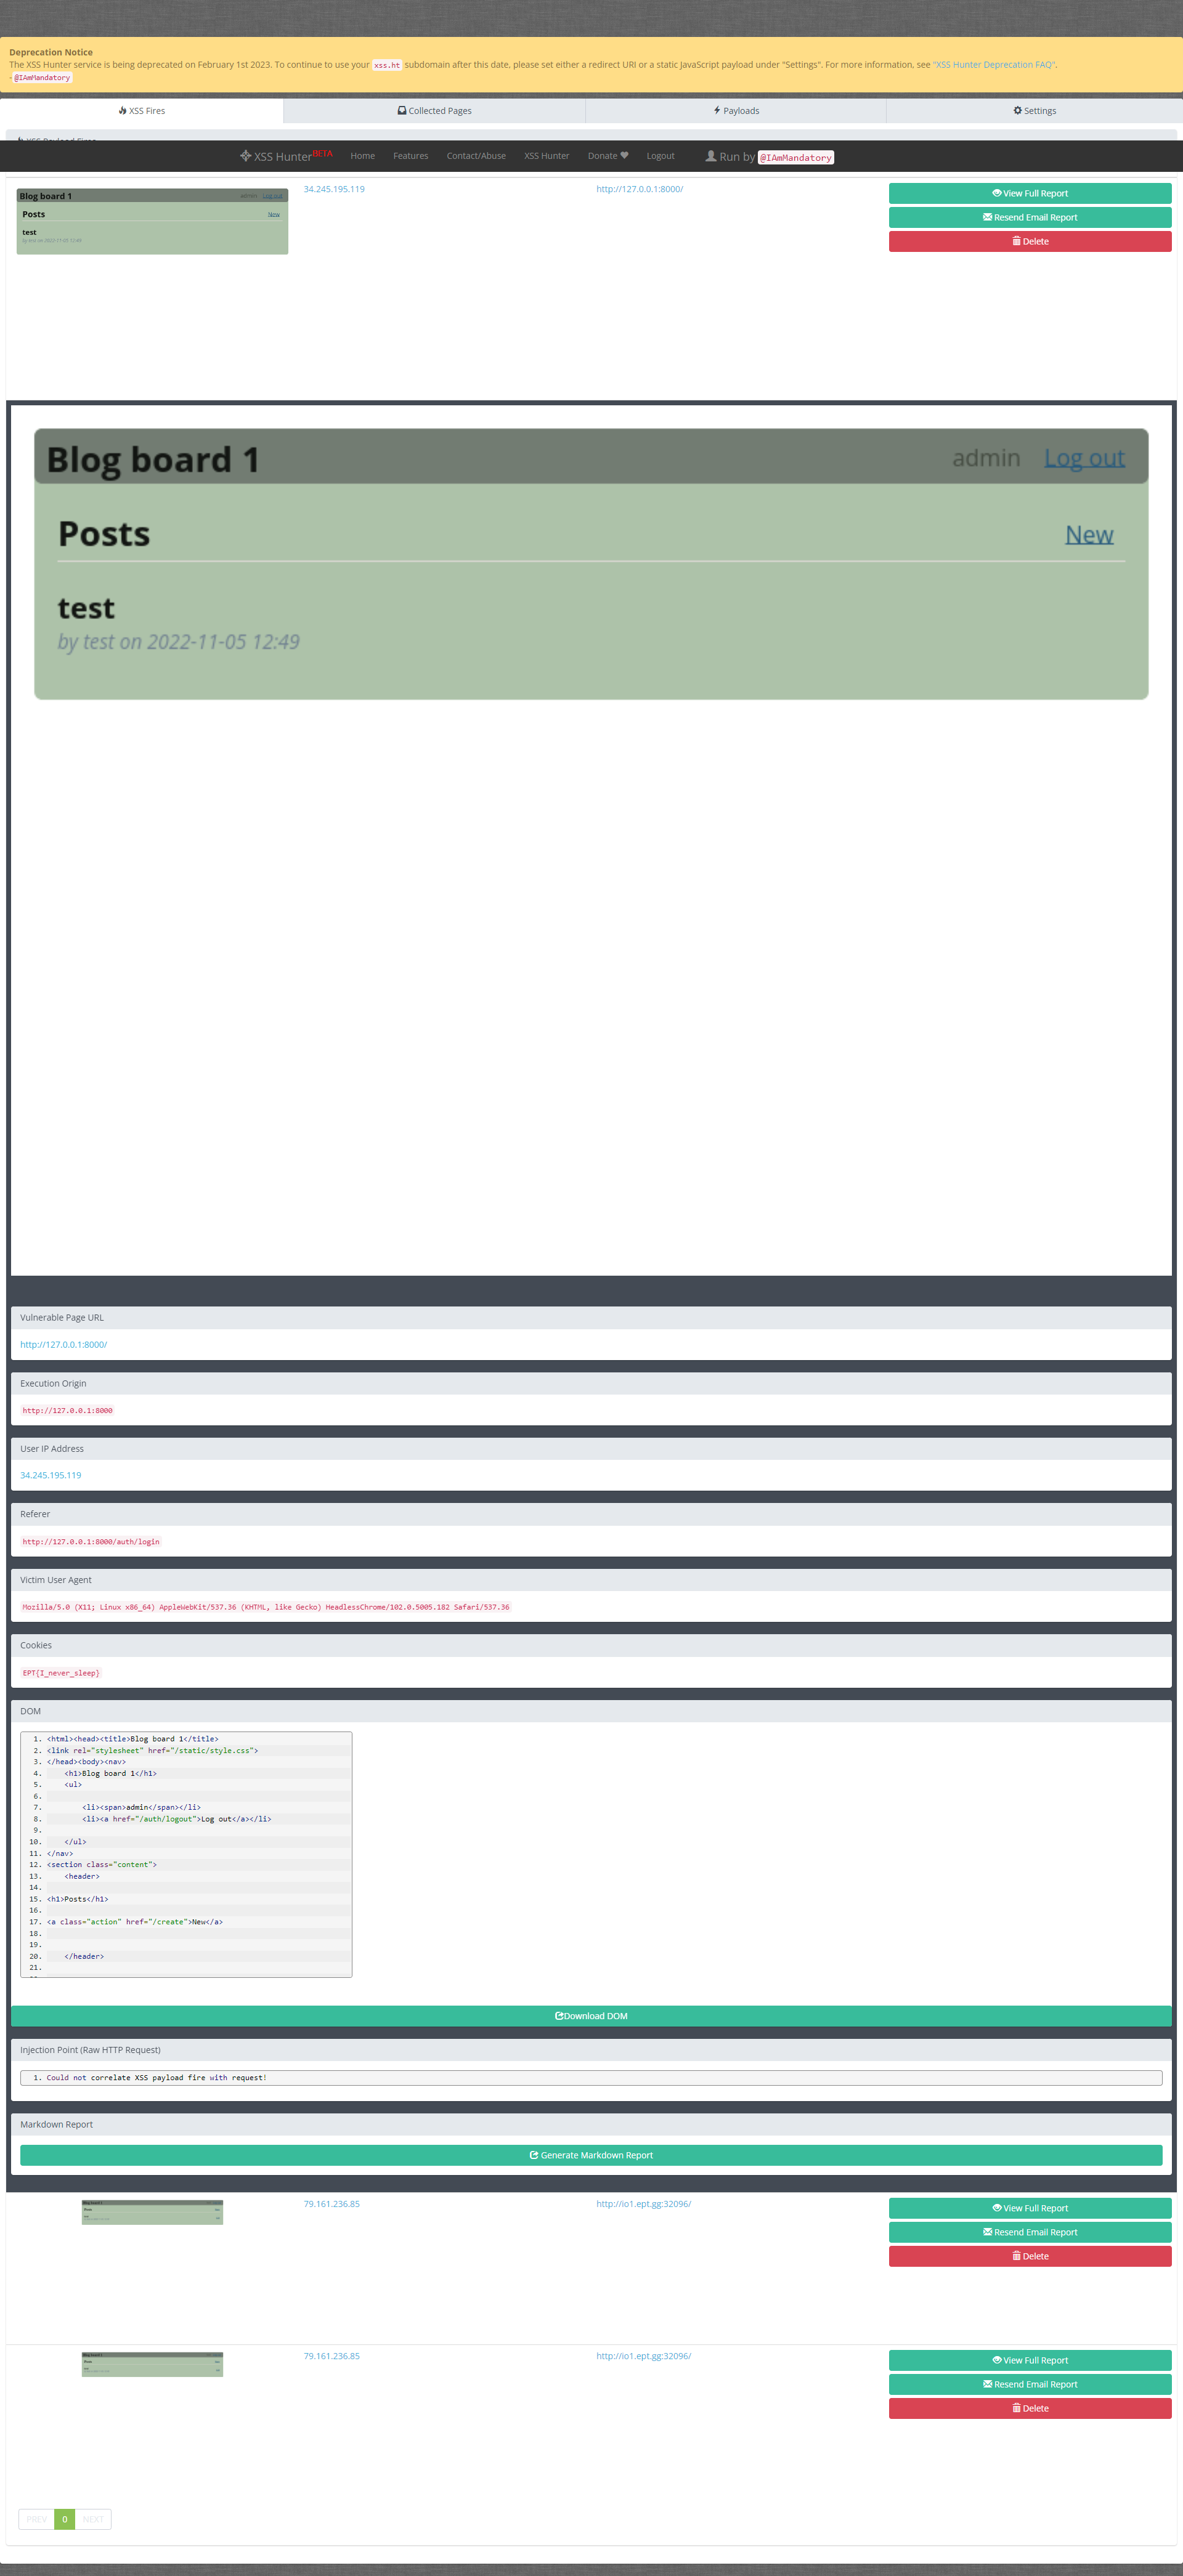 Deprecation Notice
The XSS Hunter service is being deprecated on February 1st 2023. To continue to use your xss.ht subdomain after this date, please set either a redirect URI or a static JavaScript payload under "Settings". For more information, see "XSS Hunter Deprecation FAQ".
-@IAmMandatory
XSS Fires
Collected Pages
Payloads
Settings
XSS Payload Fires
XSS Hunter BETA Home Features Contact/Abuse XSS Hunter Donate Logout Run by @IAmMandatory
Blog board 1 admin Log out
Posts New
test
by test on 2022-11-05 12:49
34.245.195.119
http://127.0.0.1:8000/
View Full Report
Resend Email Report
Delete
Blog board 1 admin Log out
Posts New
test
by test on 2022-11-05 12:49
Vulnerable Page URL
http://127.0.0.1:8000/
Execution Origin
http://127.0.0.1:8000
User IP Address
34.245.195.119
Referer
http://127.0.0.1:8000/auth/login
Victim User Agent
Mozilla/5.0 (X11; Linux x86_64) AppleWebKit/537.36 (KHTML, like Gecko) HeadlessChrome/102.0.5005.182 Safari/537.36
Cookies
EPT{I_never_sleep}
DOM
1. <html><head><title>Blog board 1</title>
2. <link rel="stylesheet" href="/static/style.css">
3. </head><body><nav>
4. <h1>Blog board 1</h1>
5. <ul>
6.
7. <li><span>admin</span></li>
8. <li><a href="/auth/logout">Log out</a></li>
9.
10. </ul>
11. </nav>
12. <section class="content">
13. <header>
14.
15. <h1>Posts</h1>
16.
17. <a class="action" href="/create">New</a>
18.
19.
20. </header>
21.
Download DOM
Injection Point (Raw HTTP Request)
1. Could not correlate XSS payload fire with request!
Markdown Report
Generate Markdown Report
79.161.236.85
http://io1.ept.gg:32096/
View Full Report
Resend Email Report
Delete
79.161.236.85
http://io1.ept.gg:32096/
View Full Report
Resend Email Report
Delete
PREV 0 NEXT